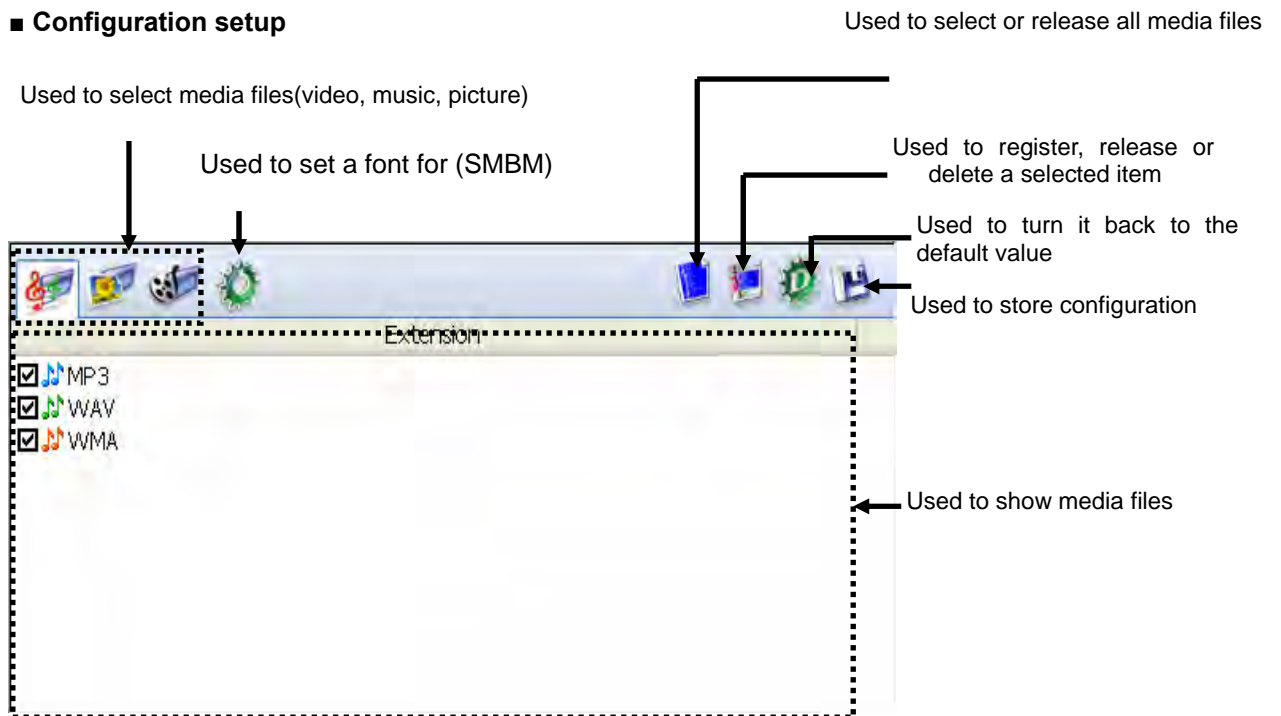 ■ Configuration setup
Used to select or release all media files
Used to select media files(video, music, picture)
Used to set a font for (SMBM)
Used to register, release or
delete a selected item
Used to turn it back to the
default value
Used to store configuration
D
Extension
MP3
WAV
WMA
Used to show media files